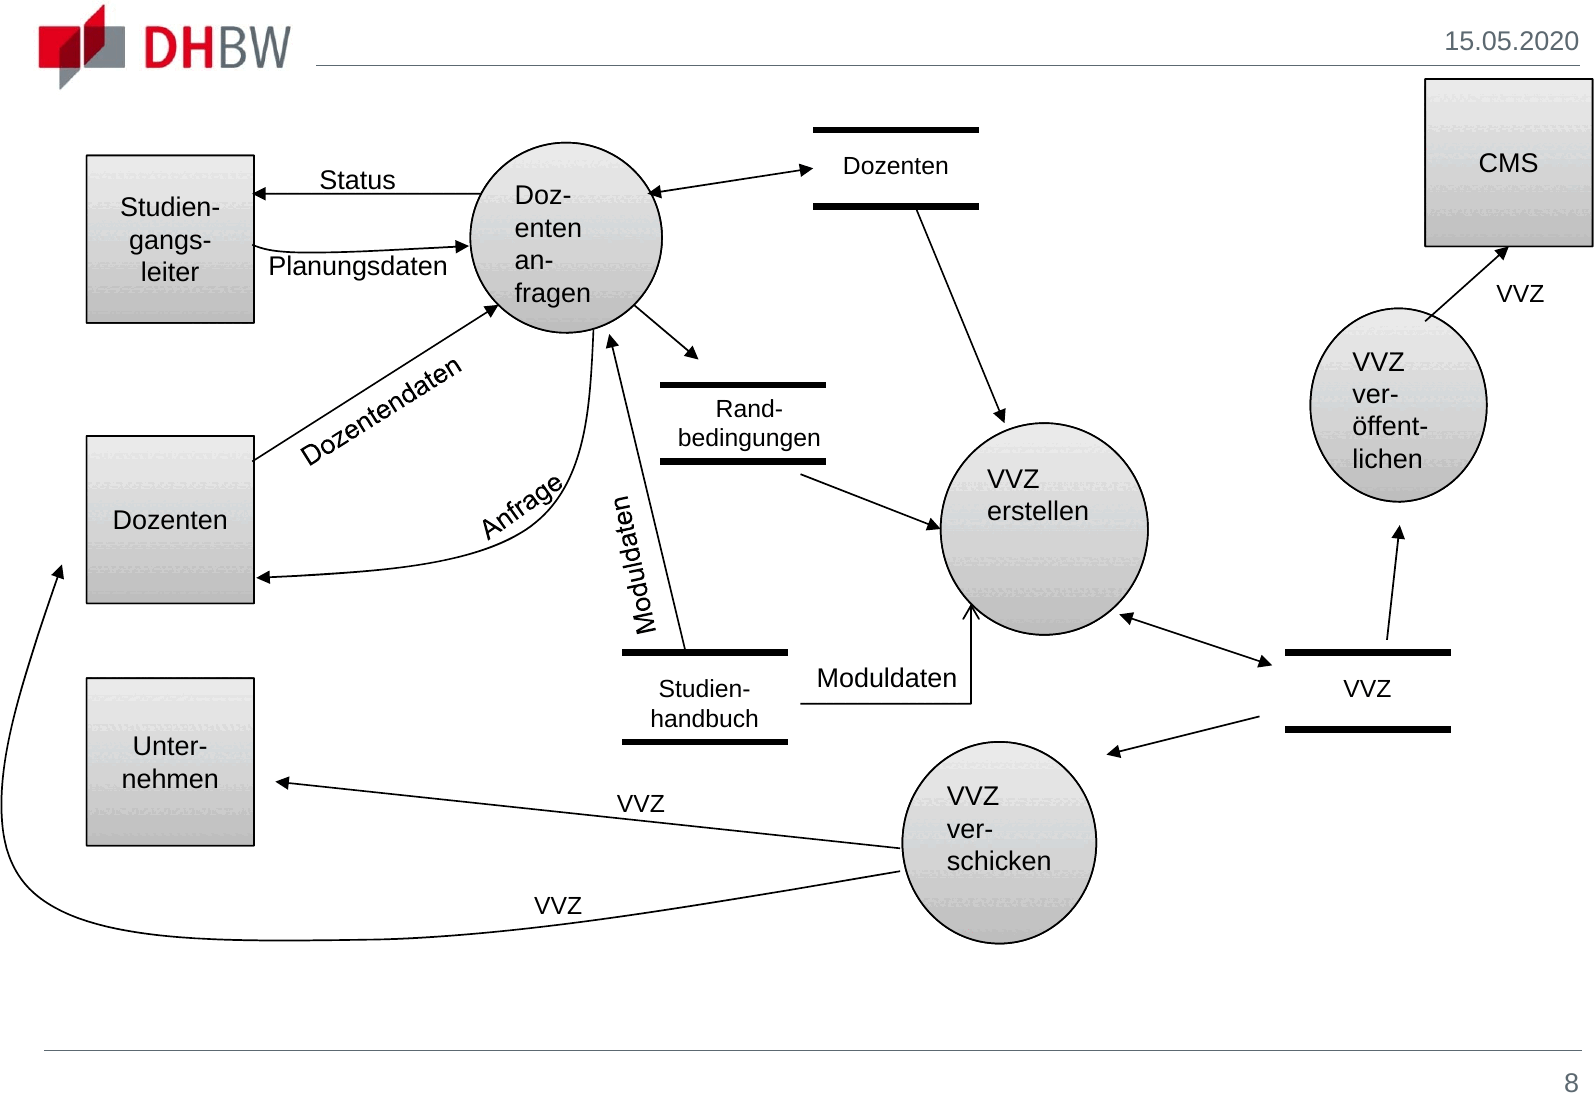 DHBW
15.05.2020
CMS
Dozenten
Status
Studien-
gangs-
leiter
Planungsdaten
Doz-
enten
an-
fragen
VVZ
VVZ
ver-
öffent-
lichen
Dozentendaten
Rand-
bedingungen
Dozenten
Anfrage
Moduldaten
VVZ
erstellen
Moduldaten
Studien-
handbuch
VVZ
Unter-
nehmen
VVZ
VVZ
ver-
schicken
VVZ
8